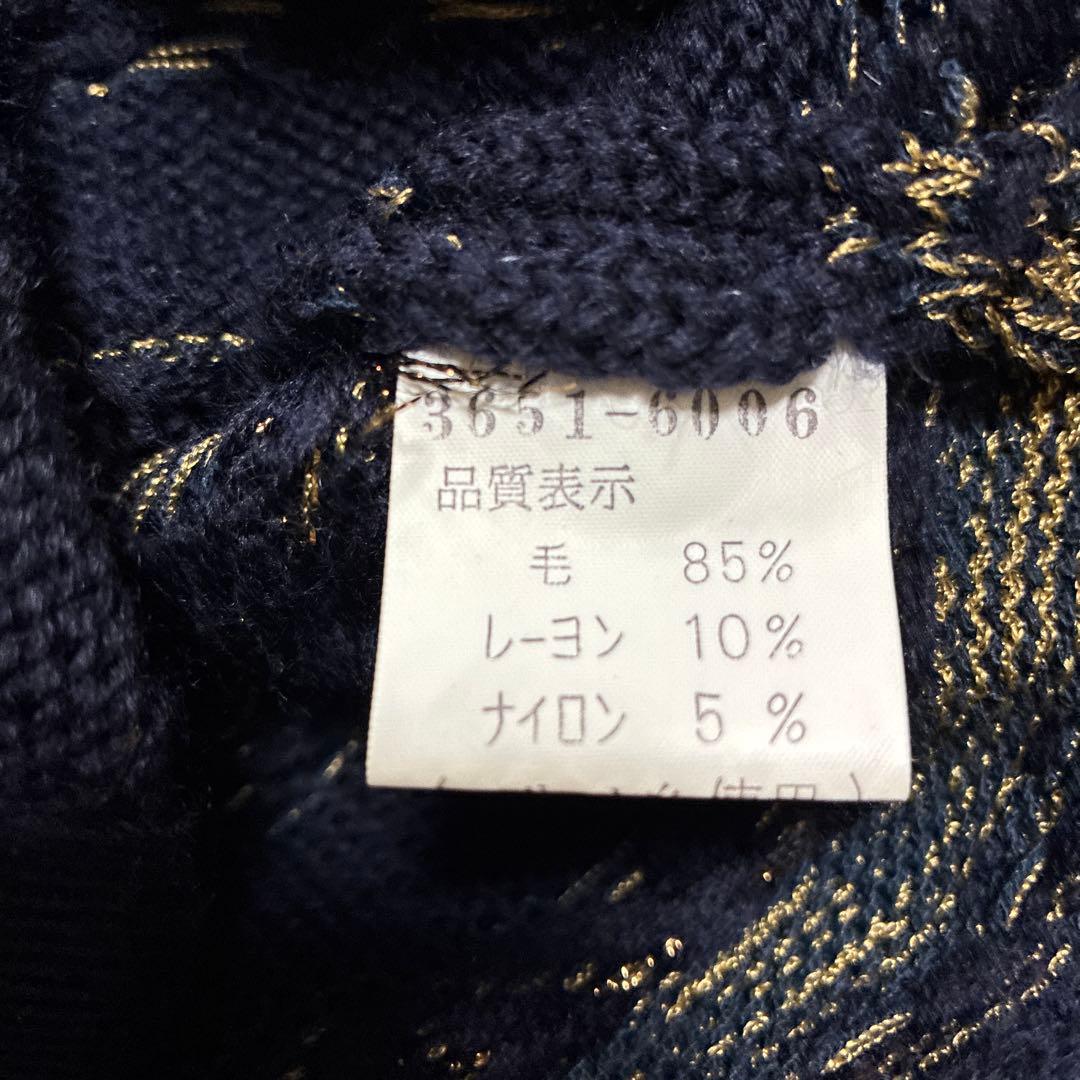 3651-6006
品質表示
毛 85%
レーヨン 10%
ナイロン 5%